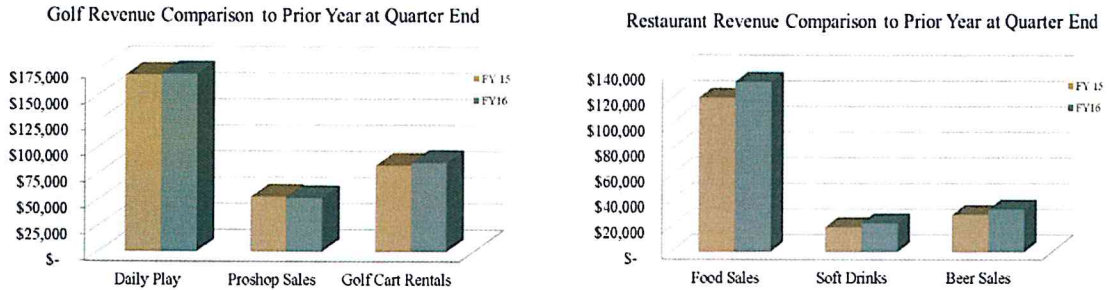 Golf Revenue Comparison to Prior Year at Quarter End
$175,000
$150,000
$125,000
$100,000
$75,000
$50,000
$25,000
$-
Daily Play Proshop Sales Golf Cart Rentals
FY 15
FY16
Restaurant Revenue Comparison to Prior Year at Quarter End
$140,000
$120,000
$100,000
$80,000
$60,000
$40,000
$20,000
$-
Food Sales Soft Drinks Beer Sales
FY 15
FY16